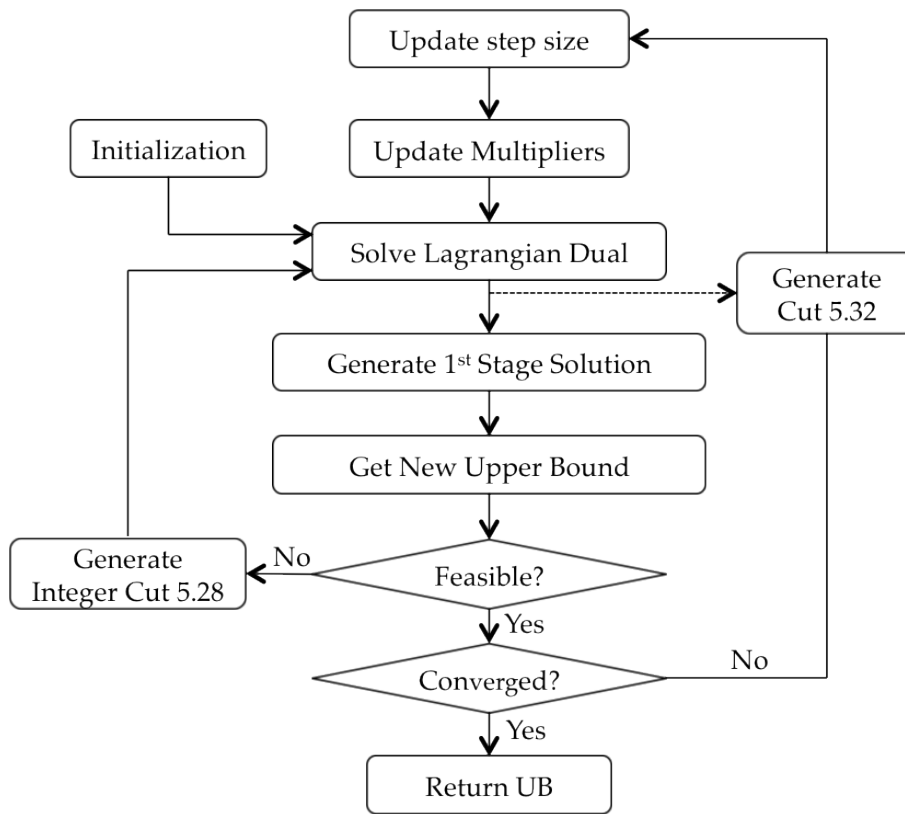 Update step size
Initialization
Update Multipliers
Solve Lagrangian Dual
Generate
Cut 5.32
Generate 1st Stage Solution
Get New Upper Bound
Generate
Integer Cut 5.28
No
Feasible?
Yes
Converged?
No
Yes
Return UB